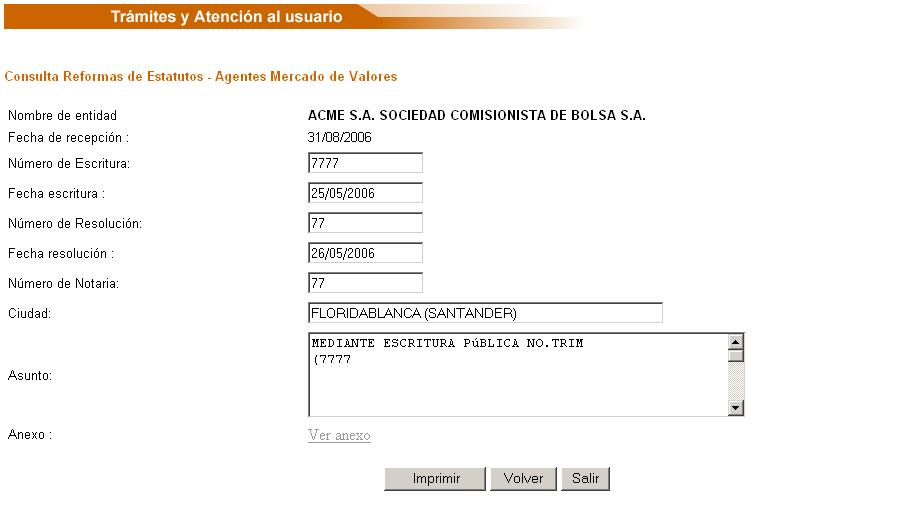 Trámites y Atención al usuario
Consulta Reformas de Estatutos - Agentes Mercado de Valores
Nombre de entidad ACME S.A. SOCIEDAD COMISIONISTA DE BOLSA S.A.
Fecha de recepción : 31/08/2006
Número de Escritura: 7777
Fecha escritura : 25/05/2006
Número de Resolución: 77
Fecha resolución : 26/05/2006
Número de Notaria: 77
Ciudad: FLORIDABLANCA (SANTANDER)
Asunto: MEDIANTE ESCRITURA PúBLICA NO.TRIM
(7777
Anexo : Ver anexo
Imprimir Volver Salir